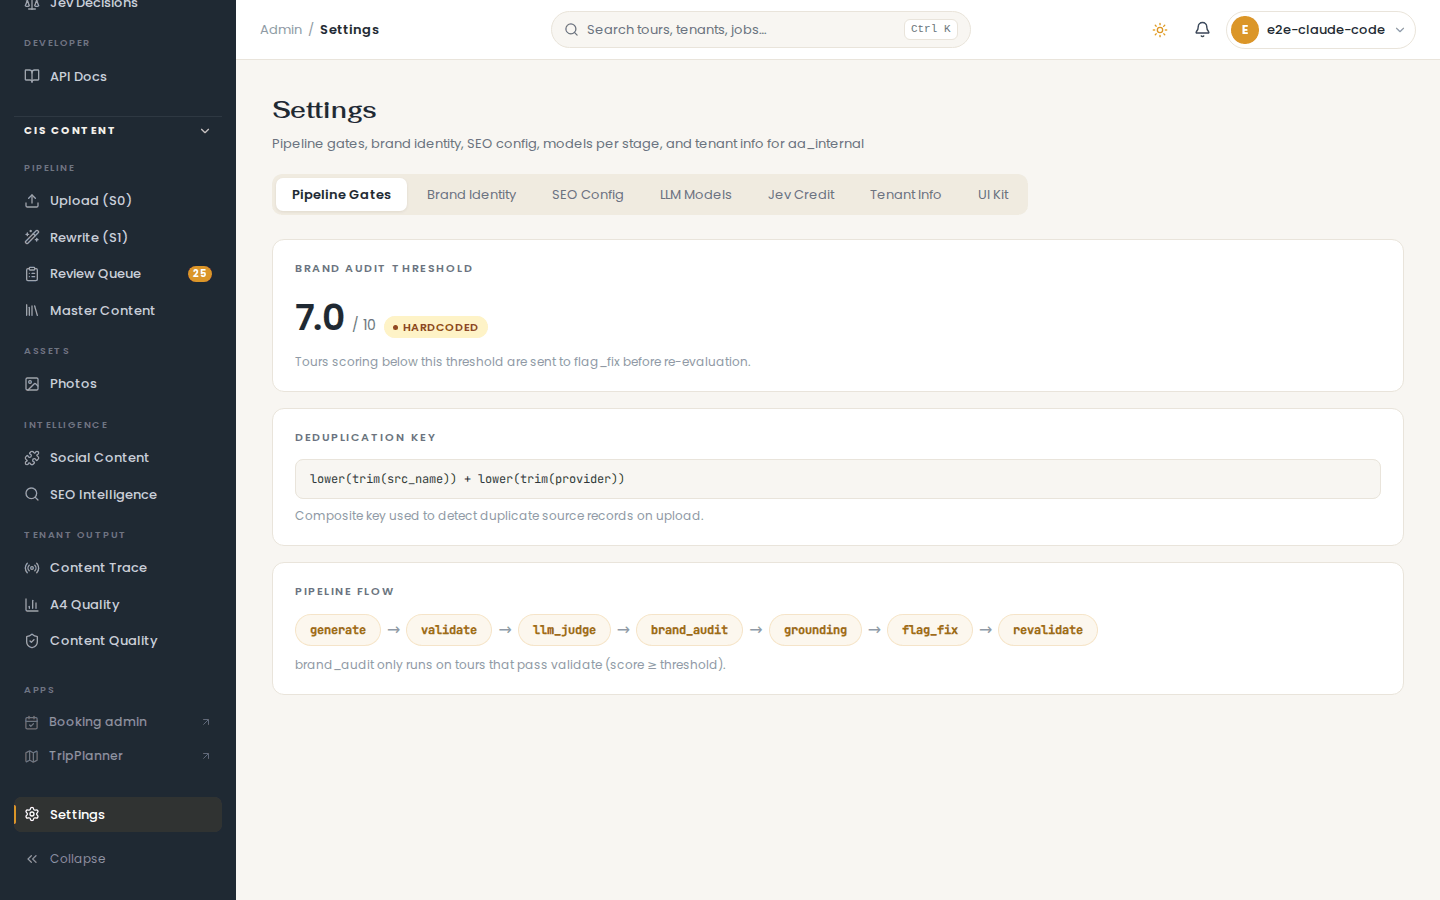 Jev Decisions
DEVELOPER
API Docs
CIS CONTENT
PIPELINE
Upload (S0)
Rewrite (S1)
Review Queue 25
Master Content
ASSETS
Photos
INTELLIGENCE
Social Content
SEO Intelligence
TENANT OUTPUT
Content Trace
A4 Quality
Content Quality
APPS
Booking admin
TripPlanner
Settings
Collapse
Admin / Settings
Search tours, tenants, jobs... Ctrl K
E e2e-claude-code
Settings
Pipeline gates, brand identity, SEO config, models per stage, and tenant info for aa_internal
Pipeline Gates Brand Identity SEO Config LLM Models Jev Credit Tenant Info UI Kit
BRAND AUDIT THRESHOLD
7.0 / 10 HARDCODED
Tours scoring below this threshold are sent to flag_fix before re-evaluation.
DEDUPLICATION KEY
lower(trim(src_name)) + lower(trim(provider))
Composite key used to detect duplicate source records on upload.
PIPELINE FLOW
generate → validate → llm_judge → brand_audit → grounding → flag_fix → revalidate
brand_audit only runs on tours that pass validate (score ≥ threshold).